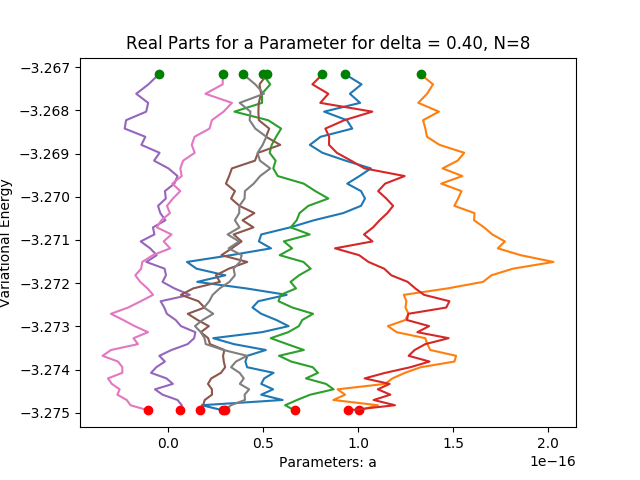 Real Parts for a Parameter for delta = 0.40, N=8
Variational Energy
−3.267
−3.268
−3.269
−3.270
−3.271
−3.272
−3.273
−3.274
−3.275
0.0 0.5 1.0 1.5 2.0
1e−16
Parameters: a